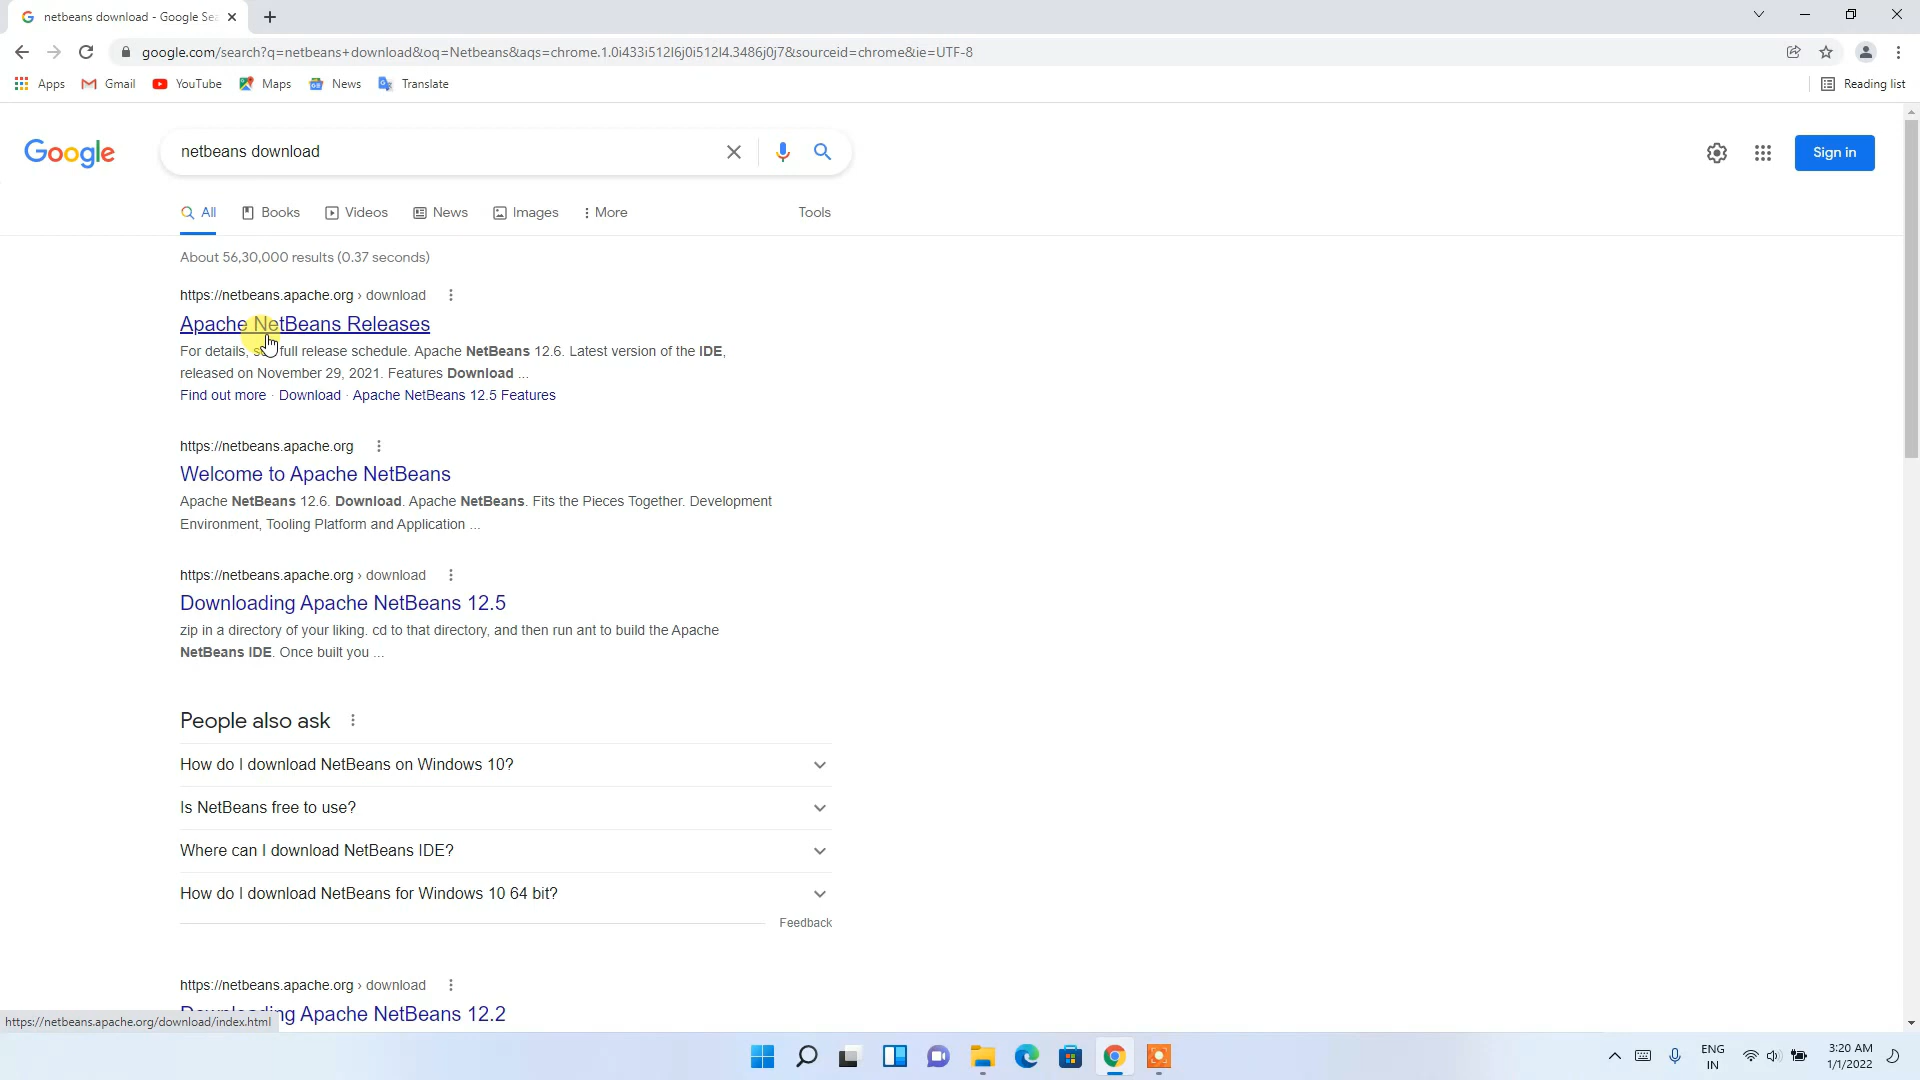 netbeans download - Google Sea
google.com/search?q=netbeans+download&oq=Netbeans&aqs=chrome.1.0i433i512l6j0i512l4.3486j0j7&sourceid=chrome&ie=UTF-8
Apps Gmail YouTube Maps News Translate Reading list
Google netbeans download Sign in
All Books Videos News Images More Tools
About 56,30,000 results (0.37 seconds)
https://netbeans.apache.org › download
Apache NetBeans Releases
For details, full release schedule. Apache NetBeans 12.6. Latest version of the IDE,
released on November 29, 2021. Features Download ...
Find out more · Download · Apache NetBeans 12.5 Features
https://netbeans.apache.org
Welcome to Apache NetBeans
Apache NetBeans 12.6. Download. Apache NetBeans. Fits the Pieces Together. Development
Environment, Tooling Platform and Application ...
https://netbeans.apache.org › download
Downloading Apache NetBeans 12.5
zip in a directory of your liking. cd to that directory, and then run ant to build the Apache
NetBeans IDE. Once built you ...
People also ask
How do I download NetBeans on Windows 10?
Is NetBeans free to use?
Where can I download NetBeans IDE?
How do I download NetBeans for Windows 10 64 bit?
Feedback
https://netbeans.apache.org › download
Downloading Apache NetBeans 12.2
https://netbeans.apache.org/download/index.html
ENG 3:20 AM
IN 1/1/2022